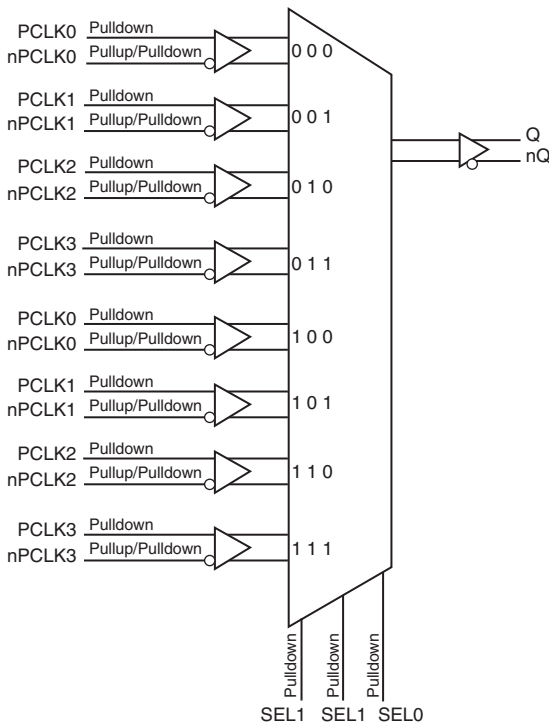 PCLK0 Pulldown
nPCLK0 Pullup/Pulldown
0 0 0
PCLK1 Pulldown
nPCLK1 Pullup/Pulldown
0 0 1
Q
nQ
PCLK2 Pulldown
nPCLK2 Pullup/Pulldown
0 1 0
PCLK3 Pulldown
nPCLK3 Pullup/Pulldown
0 1 1
PCLK0 Pulldown
nPCLK0 Pullup/Pulldown
1 0 0
PCLK1 Pulldown
nPCLK1 Pullup/Pulldown
1 0 1
PCLK2 Pulldown
nPCLK2 Pullup/Pulldown
1 1 0
PCLK3 Pulldown
nPCLK3 Pullup/Pulldown
1 1 1
Pulldown
Pulldown
Pulldown
SEL1 SEL1 SEL0